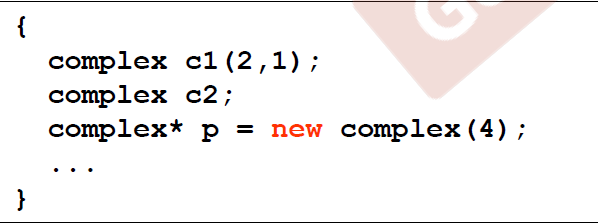 {
complex c1(2,1);
complex c2;
complex* p = new complex(4);
...
}